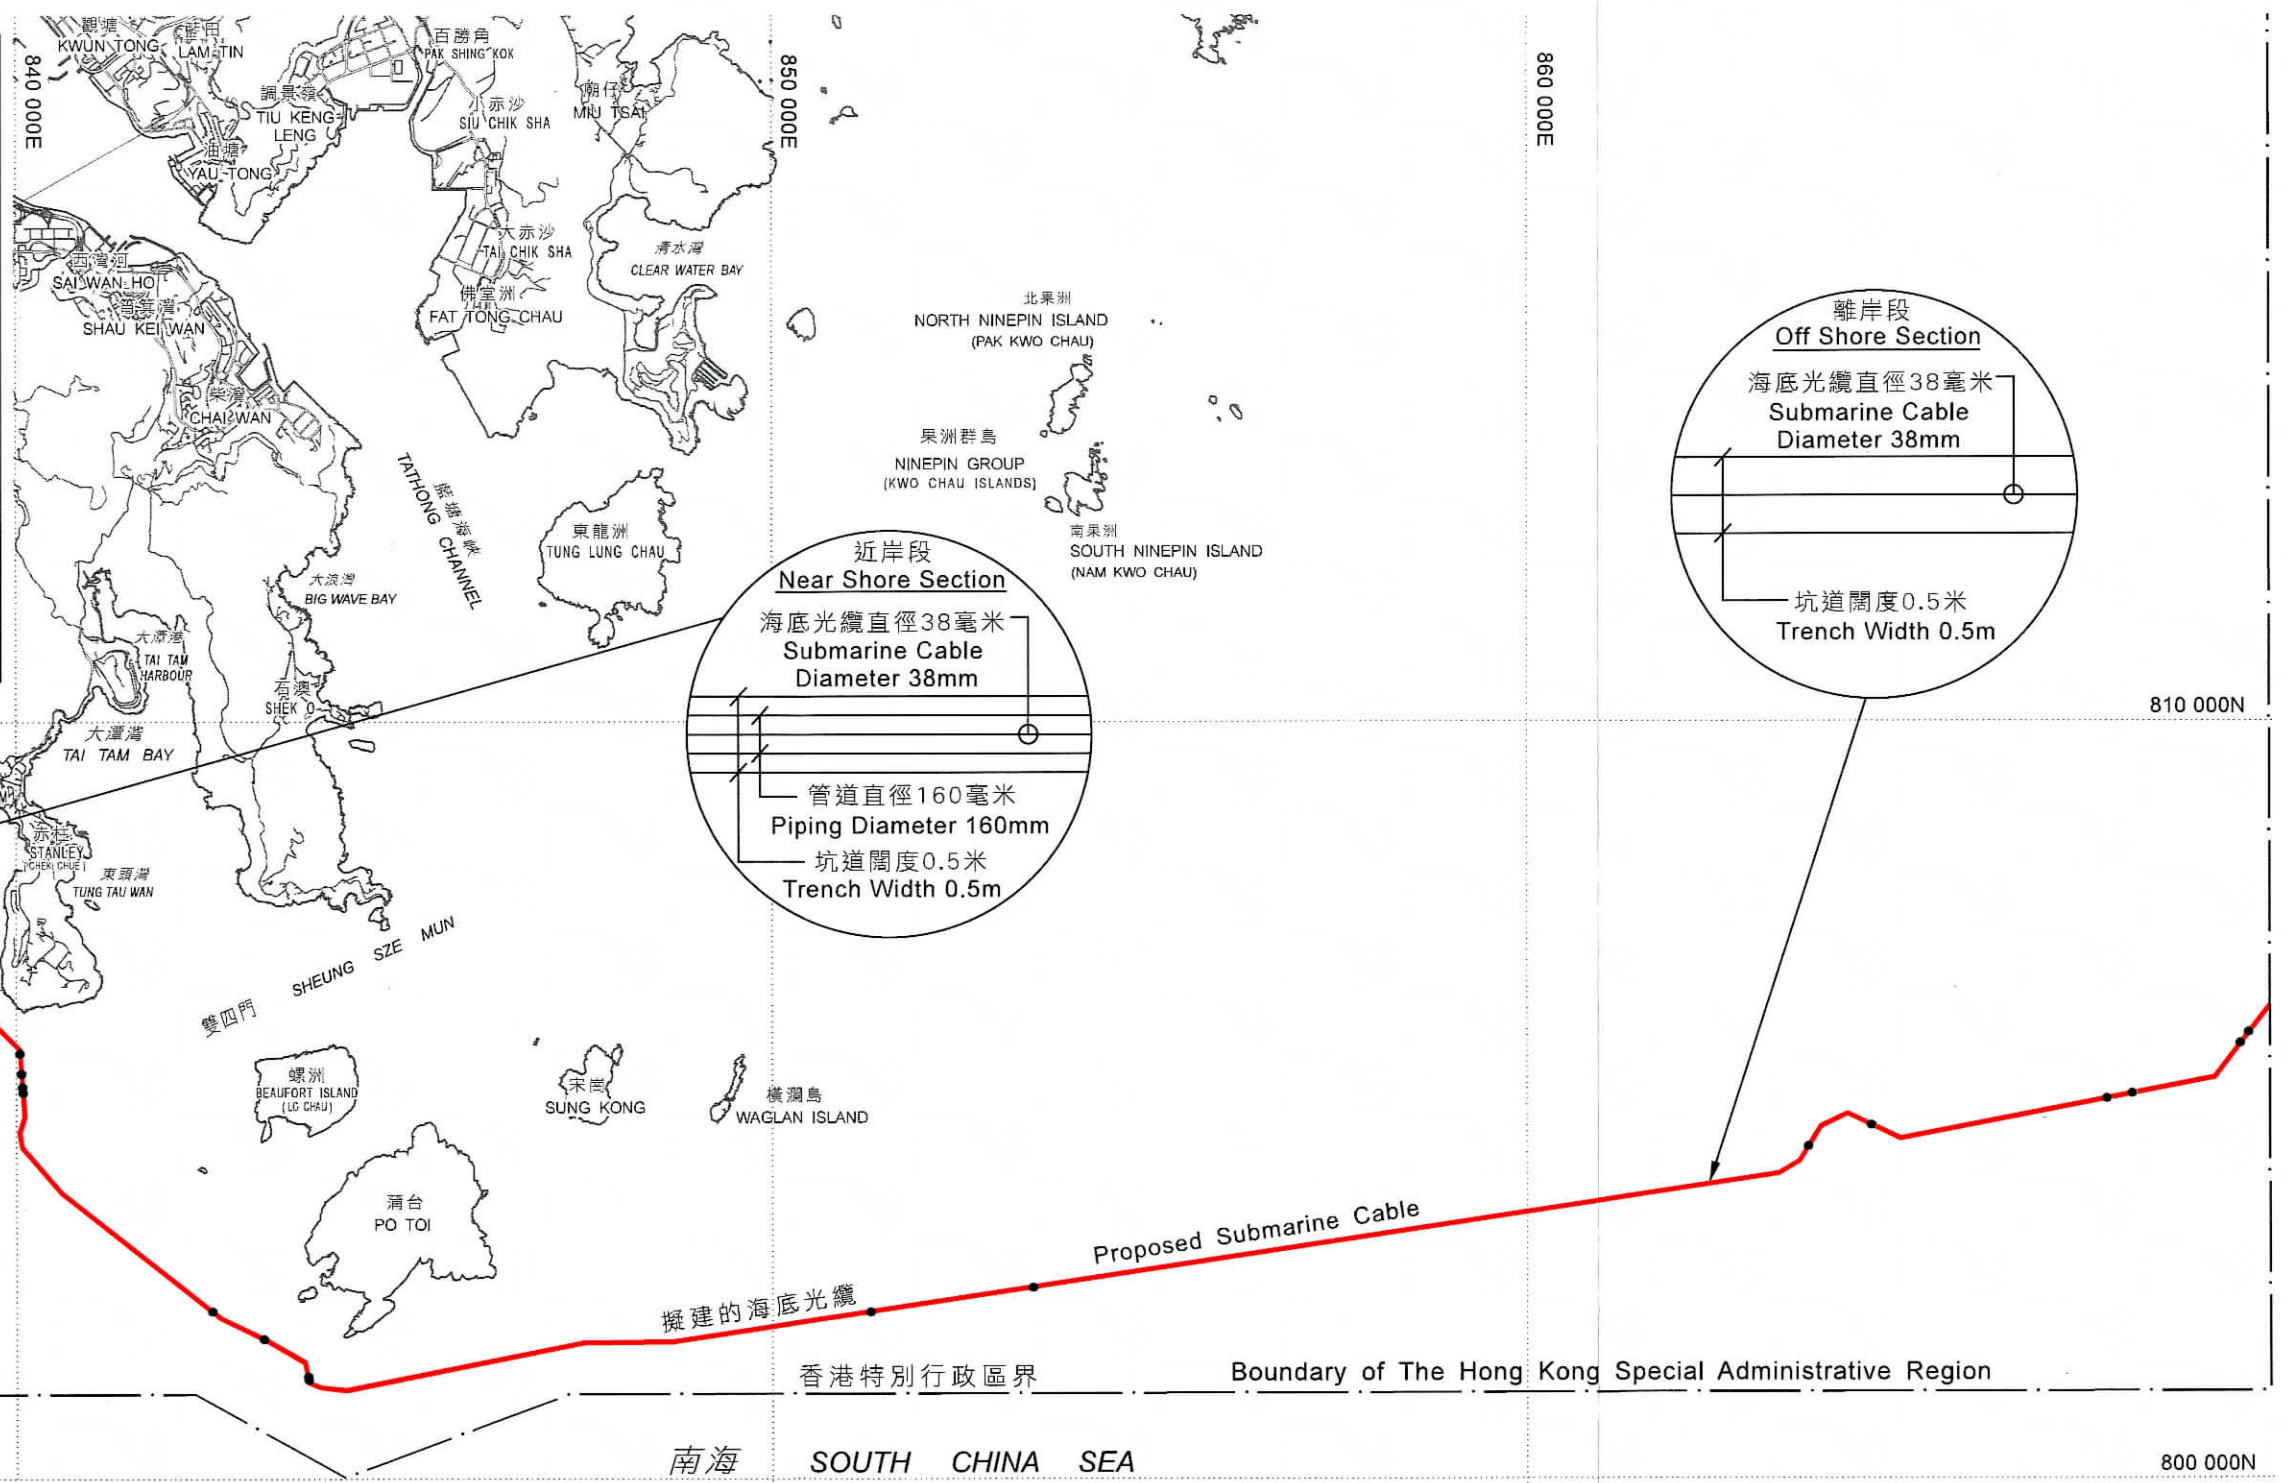 觀塘
KWUN TONG
藍田
LAM TIN
840 000E
850 000E
860 000E
百勝角
PAK SHING KOK
調景嶺
TIU KENG
LENG
小赤沙
SIU CHIK SHA
廟仔
MIU TSAI
油塘
YAU TONG
大赤沙
TAI CHIK SHA
清水灣
CLEAR WATER BAY
西灣河
SAI WAN HO
筲箕灣
SHAU KEI WAN
佛堂洲
FAT TONG CHAU
北果洲
NORTH NINEPIN ISLAND
(PAK KWO CHAU)
柴灣
CHAI WAN
果洲群島
NINEPIN GROUP
(KWO CHAU ISLANDS)
藍塘海峽
TATHONG CHANNEL
東龍洲
TUNG LUNG CHAU
南果洲
SOUTH NINEPIN ISLAND
(NAM KWO CHAU)
離岸段
Off Shore Section
海底光纜直徑38毫米
Submarine Cable
Diameter 38mm
坑道闊度0.5米
Trench Width 0.5m
近岸段
Near Shore Section
海底光纜直徑38毫米
Submarine Cable
Diameter 38mm
管道直徑160毫米
Piping Diameter 160mm
坑道闊度0.5米
Trench Width 0.5m
大浪灣
BIG WAVE BAY
大潭港
TAI TAM
HARBOUR
石澳
SHEK O
810 000N
大潭灣
TAI TAM BAY
赤柱
STANLEY
(CHEK CHUE)
東頭灣
TUNG TAU WAN
雙四門
SHEUNG SZE MUN
螺洲
BEAUFORT ISLAND
(LO CHAU)
宋崗
SUNG KONG
橫瀾島
WAGLAN ISLAND
蒲台
PO TOI
擬建的海底光纜
Proposed Submarine Cable
香港特別行政區界
Boundary of The Hong Kong Special Administrative Region
南海 SOUTH CHINA SEA
800 000N